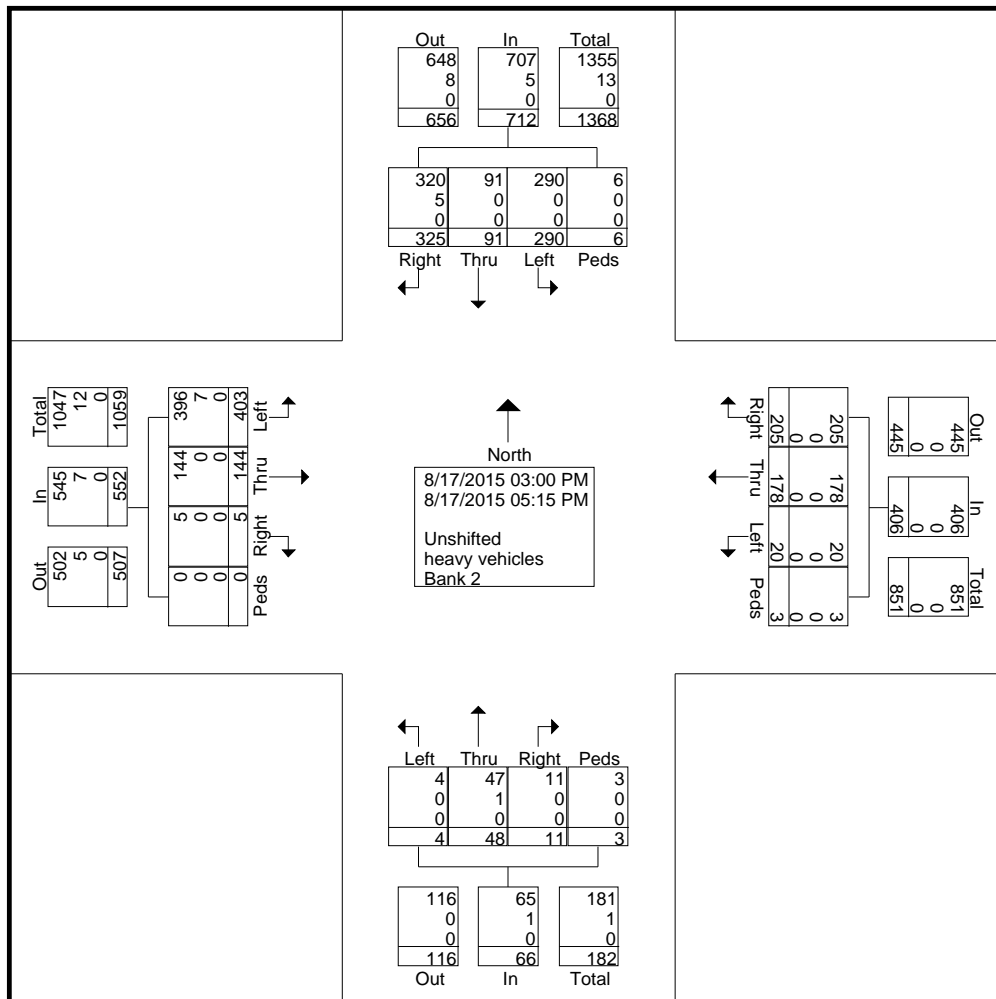 Out In Total
648 707 1355
8 5 13
0 0 0
656 712 1368
320 91 290 6
5 0 0 0
0 0 0 0
325 91 290 6
Right Thru Left Peds
Total
1047
12
0
1059
In
545
7
0
552
Out
502
5
0
507
396
7
0
403
Left
144
0
0
144
Thru
5
0
0
5
Right
0
0
0
0
Peds
North
8/17/2015 03:00 PM
8/17/2015 05:15 PM
Unshifted
heavy vehicles
Bank 2
Right
205
0
0
205
Thru
178
0
0
178
Left
20
0
0
20
Peds
3
0
0
3
Out
445
0
0
445
In
406
0
0
406
Total
851
0
0
851
Left Thru Right Peds
4 47 11 3
0 1 0 0
0 0 0 0
4 48 11 3
116 65 181
0 1 1
0 0 0
116 66 182
Out In Total